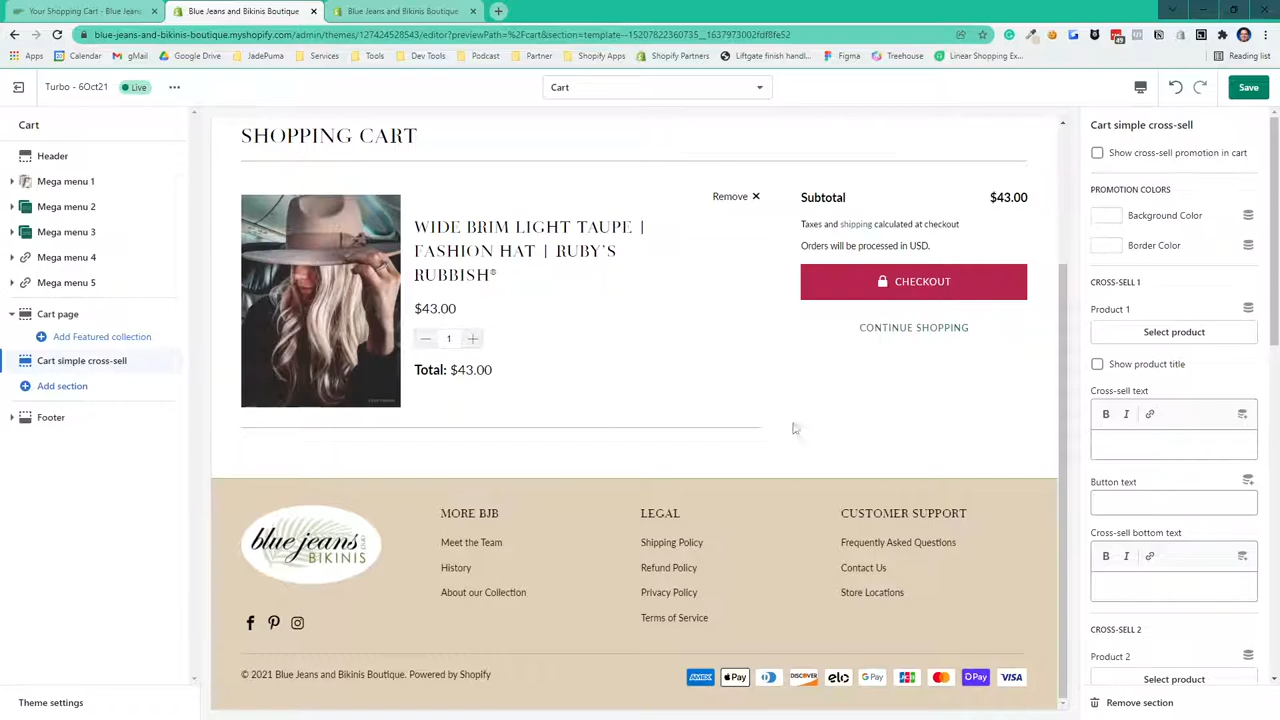 Your Shopping Cart - Blue Jeans
Blue Jeans and Bikinis Boutique
Blue Jeans and Bikinis Boutique
blue-jeans-and-bikinis-boutique.myshopify.com/admin/themes/127424528543/editor?previewPath=%2Fcart&section=template--15207822360735__1637973002fdf8fe52
Apps Calendar gMail Google Drive JadePuma Services Tools Dev Tools Partner Shopify Apps Shopify Partners Liftgate finish handl... Figma Treehouse Linear Shopping Ex... Reading list
Turbo - 6Oct21 Live ••• Cart Save
Cart
Header
Mega menu 1
Mega menu 2
Mega menu 3
Mega menu 4
Mega menu 5
Cart page
Add Featured collection
Cart simple cross-sell
Add section
Footer
Theme settings
SHOPPING CART
Remove ✕
WIDE BRIM LIGHT TAUPE |
FASHION HAT | RUBY'S
RUBBISH®
$43.00
1
Total: $43.00
Subtotal $43.00
Taxes and shipping calculated at checkout
Orders will be processed in USD.
CHECKOUT
CONTINUE SHOPPING
blue jeans
BIKINIS
MORE BJB
Meet the Team
History
About our Collection
LEGAL
Shipping Policy
Refund Policy
Privacy Policy
Terms of Service
CUSTOMER SUPPORT
Frequently Asked Questions
Contact Us
Store Locations
© 2021 Blue Jeans and Bikinis Boutique. Powered by Shopify
AMEX Pay DISCOVER elo G Pay JCB Pay VISA
Cart simple cross-sell
Show cross-sell promotion in cart
PROMOTION COLORS
Background Color
Border Color
CROSS-SELL 1
Product 1
Select product
Show product title
Cross-sell text
B I
Button text
Cross-sell bottom text
B I
CROSS-SELL 2
Product 2
Select product
Remove section